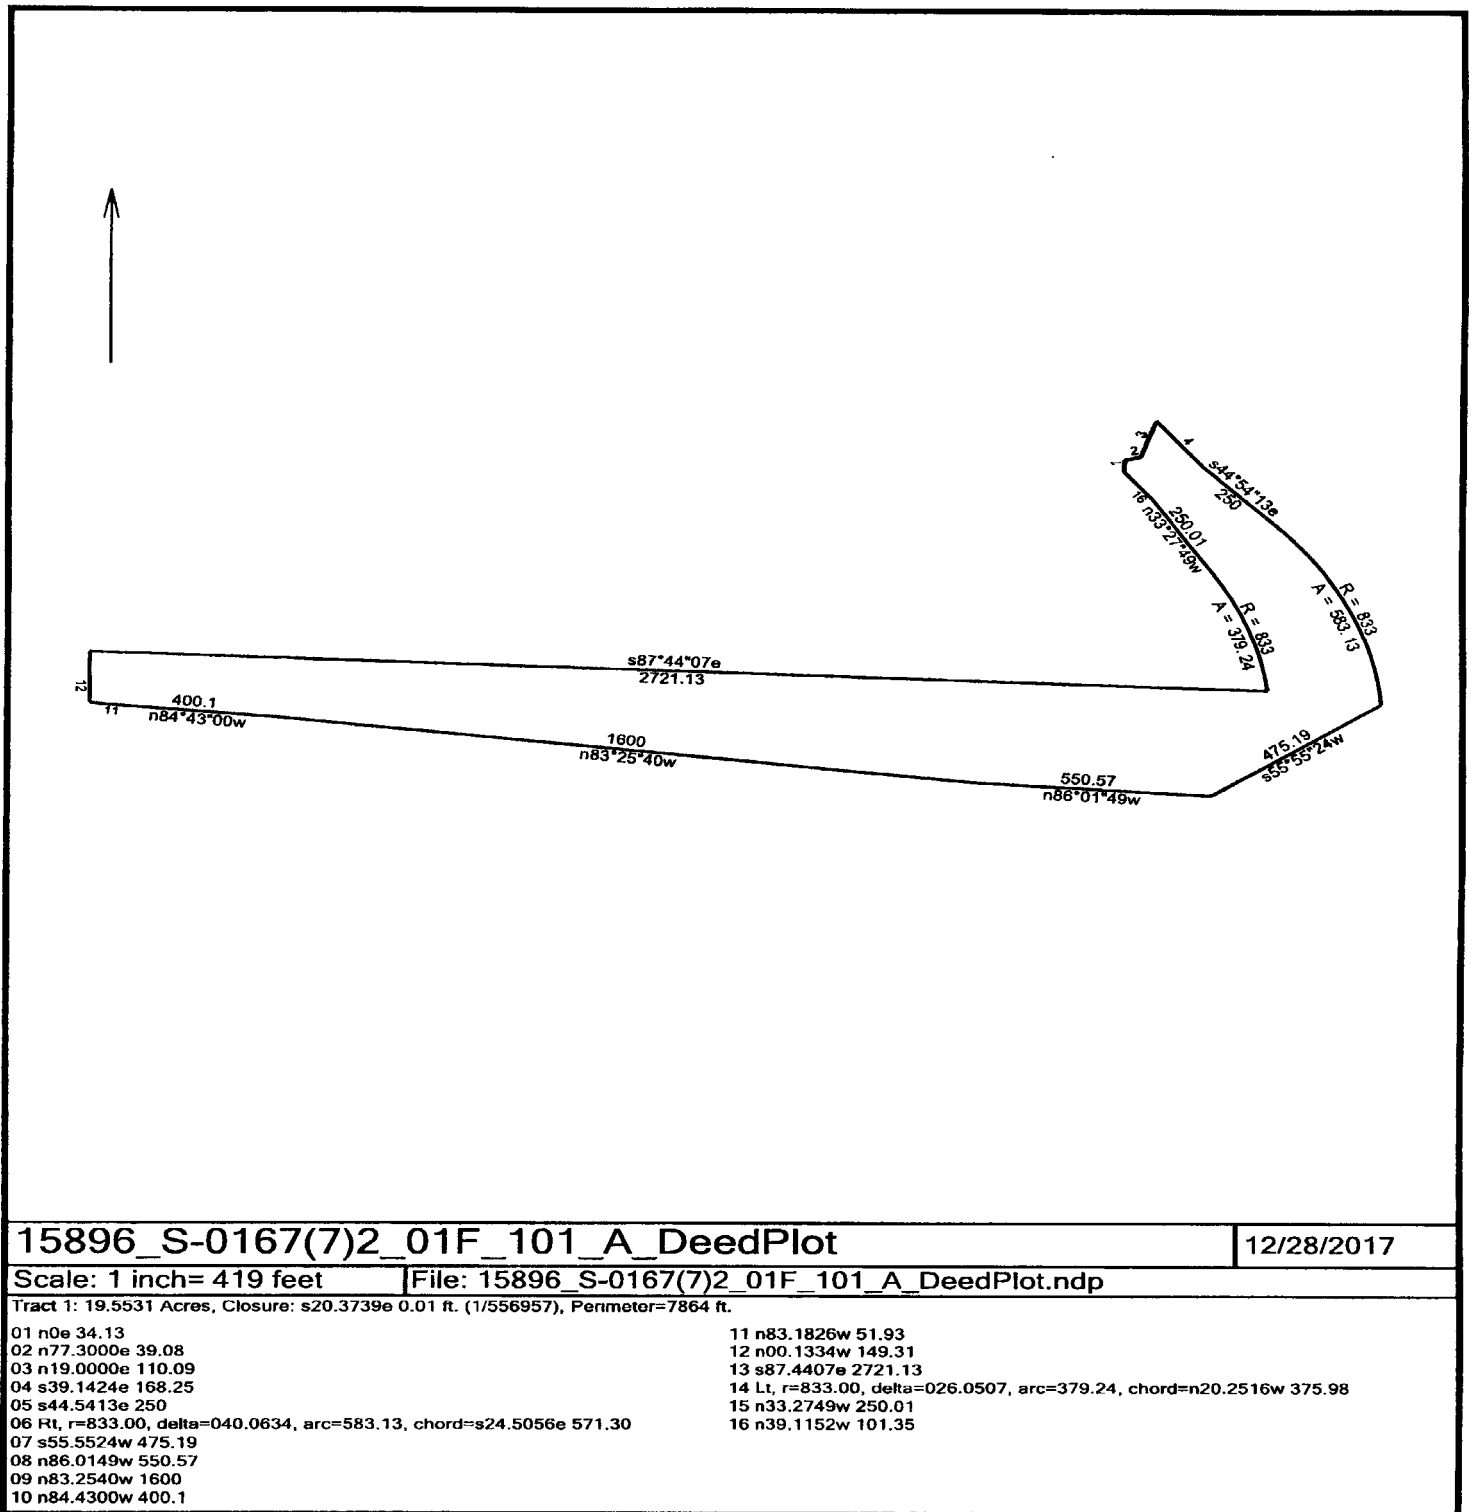 3
4
2
1
s44°54'13e
250
16
250.01
n33°27'49w
R = 833
A = 583.13
R = 833
A = 379.24
s87°44'07e
2721.13
12
11
400.1
n84°43'00w
1600
n83°25'40w
550.57
n86°01'49w
475.19
s55°55'24w
15896_S-0167(7)2_01F_101_A_DeedPlot
12/28/2017
Scale: 1 inch= 419 feet
File: 15896_S-0167(7)2_01F_101_A_DeedPlot.ndp
Tract 1: 19.5531 Acres, Closure: s20.3739e 0.01 ft. (1/556957), Perimeter=7864 ft.
01 n0e 34.13
02 n77.3000e 39.08
03 n19.0000e 110.09
04 s39.1424e 168.25
05 s44.5413e 250
06 Rt, r=833.00, delta=040.0634, arc=583.13, chord=s24.5056e 571.30
07 s55.5524w 475.19
08 n86.0149w 550.57
09 n83.2540w 1600
10 n84.4300w 400.1
11 n83.1826w 51.93
12 n00.1334w 149.31
13 s87.4407e 2721.13
14 Lt, r=833.00, delta=026.0507, arc=379.24, chord=n20.2516w 375.98
15 n33.2749w 250.01
16 n39.1152w 101.35